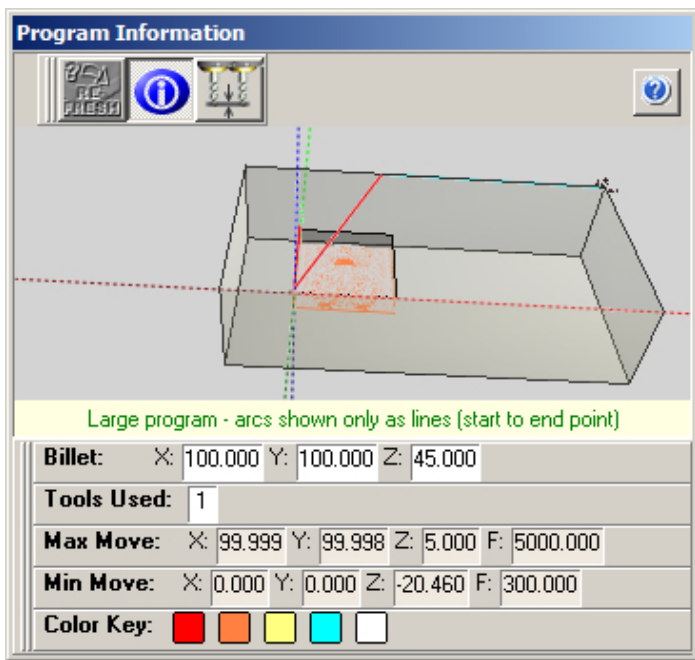 Program Information
RE-
FRESH
Large program - arcs shown only as lines (start to end point)
Billet: X: 100.000 Y: 100.000 Z: 45.000
Tools Used: 1
Max Move: X: 99.999 Y: 99.998 Z: 5.000 F: 5000.000
Min Move: X: 0.000 Y: 0.000 Z: -20.460 F: 300.000
Color Key: